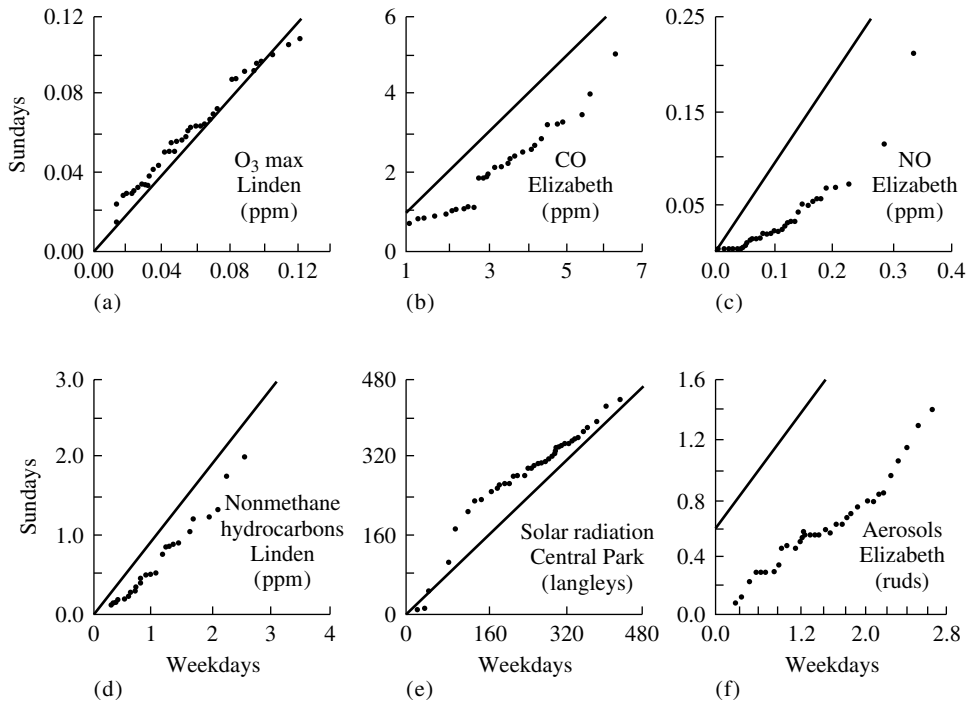 0.12
0.08
0.04
0.00
Sundays
0.00 0.04 0.08 0.12
O3 max
Linden
(ppm)
(a)
6
4
2
0
1 3 5 7
CO
Elizabeth
(ppm)
(b)
0.25
0.15
0.05
0.0 0.1 0.2 0.3 0.4
NO
Elizabeth
(ppm)
(c)
3.0
2.0
1.0
0.0
Sundays
0 1 2 4
Nonmethane
hydrocarbons
Linden
(ppm)
Weekdays
(d)
480
320
160
0
0 160 320 480
Solar radiation
Central Park
(langleys)
Weekdays
(e)
1.6
1.2
0.8
0.4
0.0
0.0 1.2 2.0 2.8
Aerosols
Elizabeth
(ruds)
Weekdays
(f)